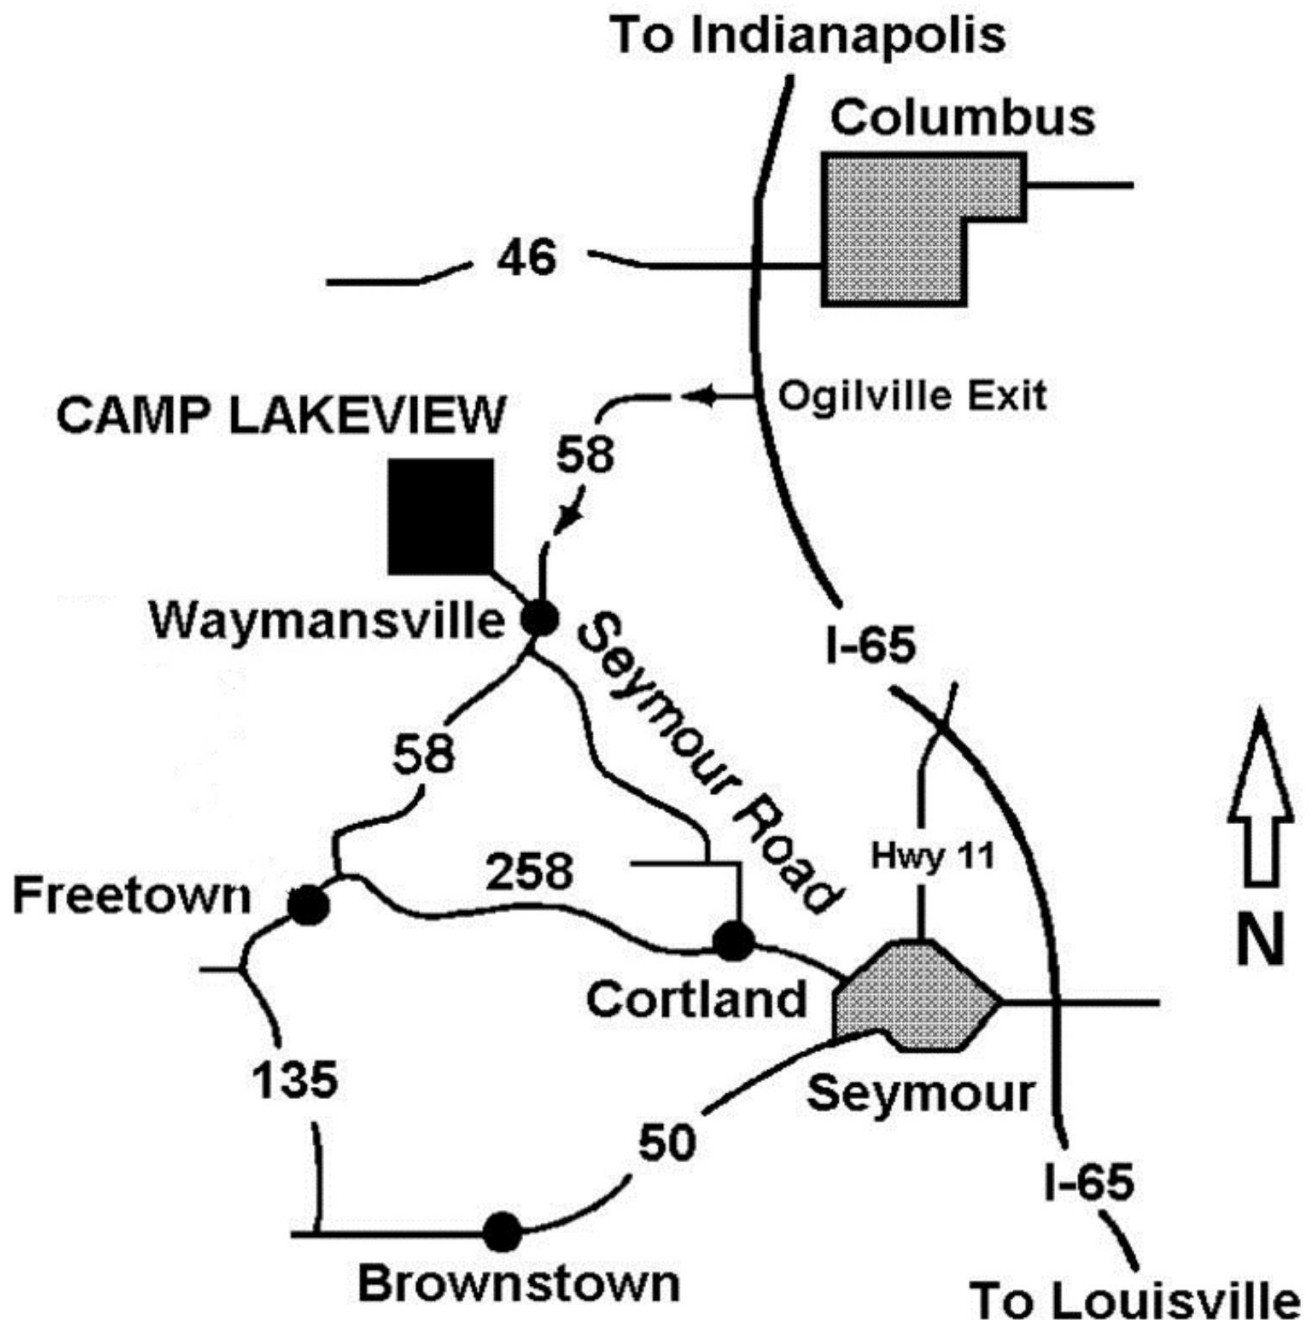 To Indianapolis
Columbus
46
CAMP LAKEVIEW
Ogilville Exit
58
Waymansville
Seymour Road
I-65
58
Hwy 11
258
Freetown
N
Cortland
135
Seymour
50
I-65
Brownstown
To Louisville